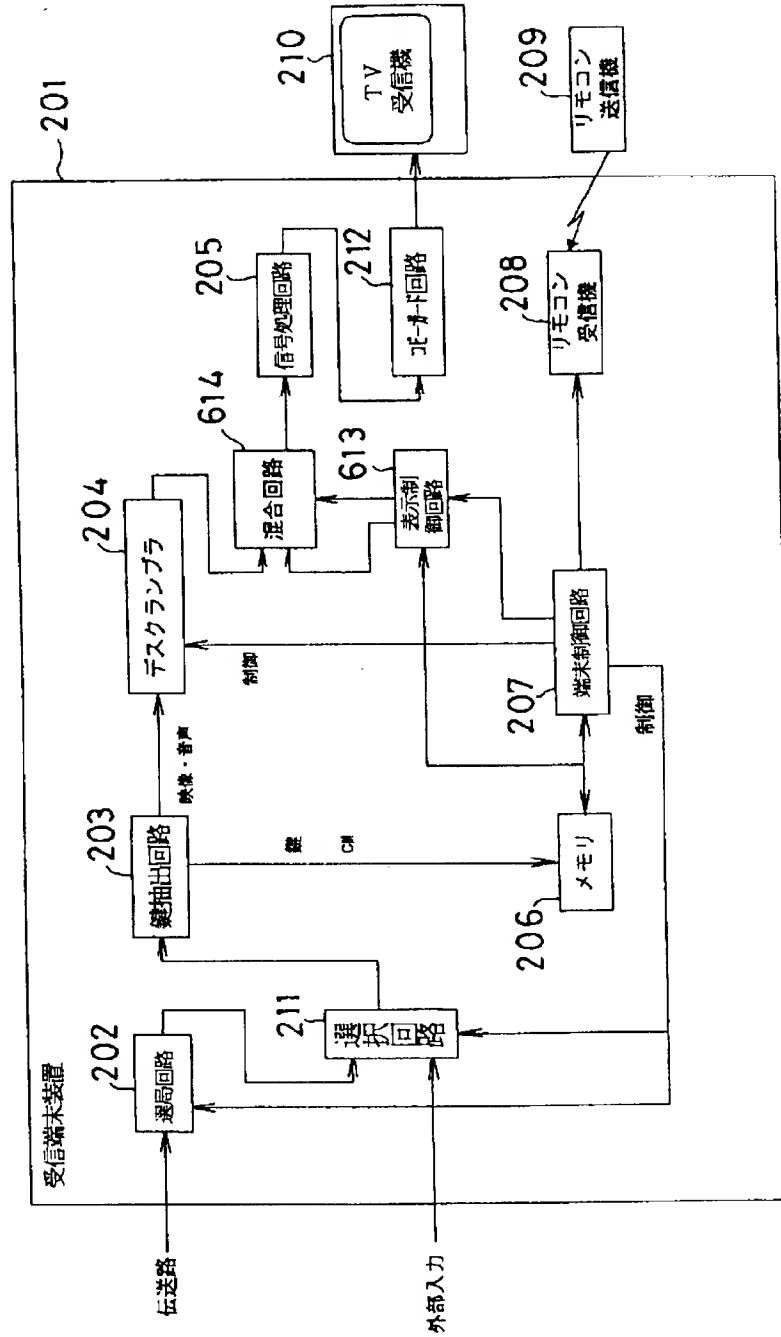 受信端末装置
201
伝送路
外部入力
202
選局回路
211
選択回路
203
鍵抽出回路
映像・音声
鍵
CM
204
デスクランブラ
制御
614
混合回路
205
信号処理回路
613
表示制
御回路
212
コピーガード回路
210
TV
受信機
206
メモリ
207
端末制御回路
制御
208
リモコン
受信機
209
リモコン
送信機